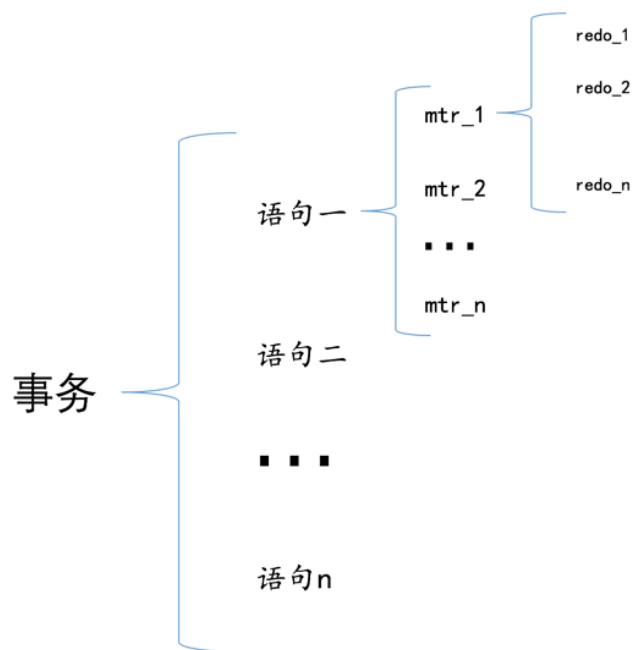 redo_1
redo_2
mtr_1
redo_n
mtr_2
语句一
...
mtr_n
语句二
事务
...
语句n